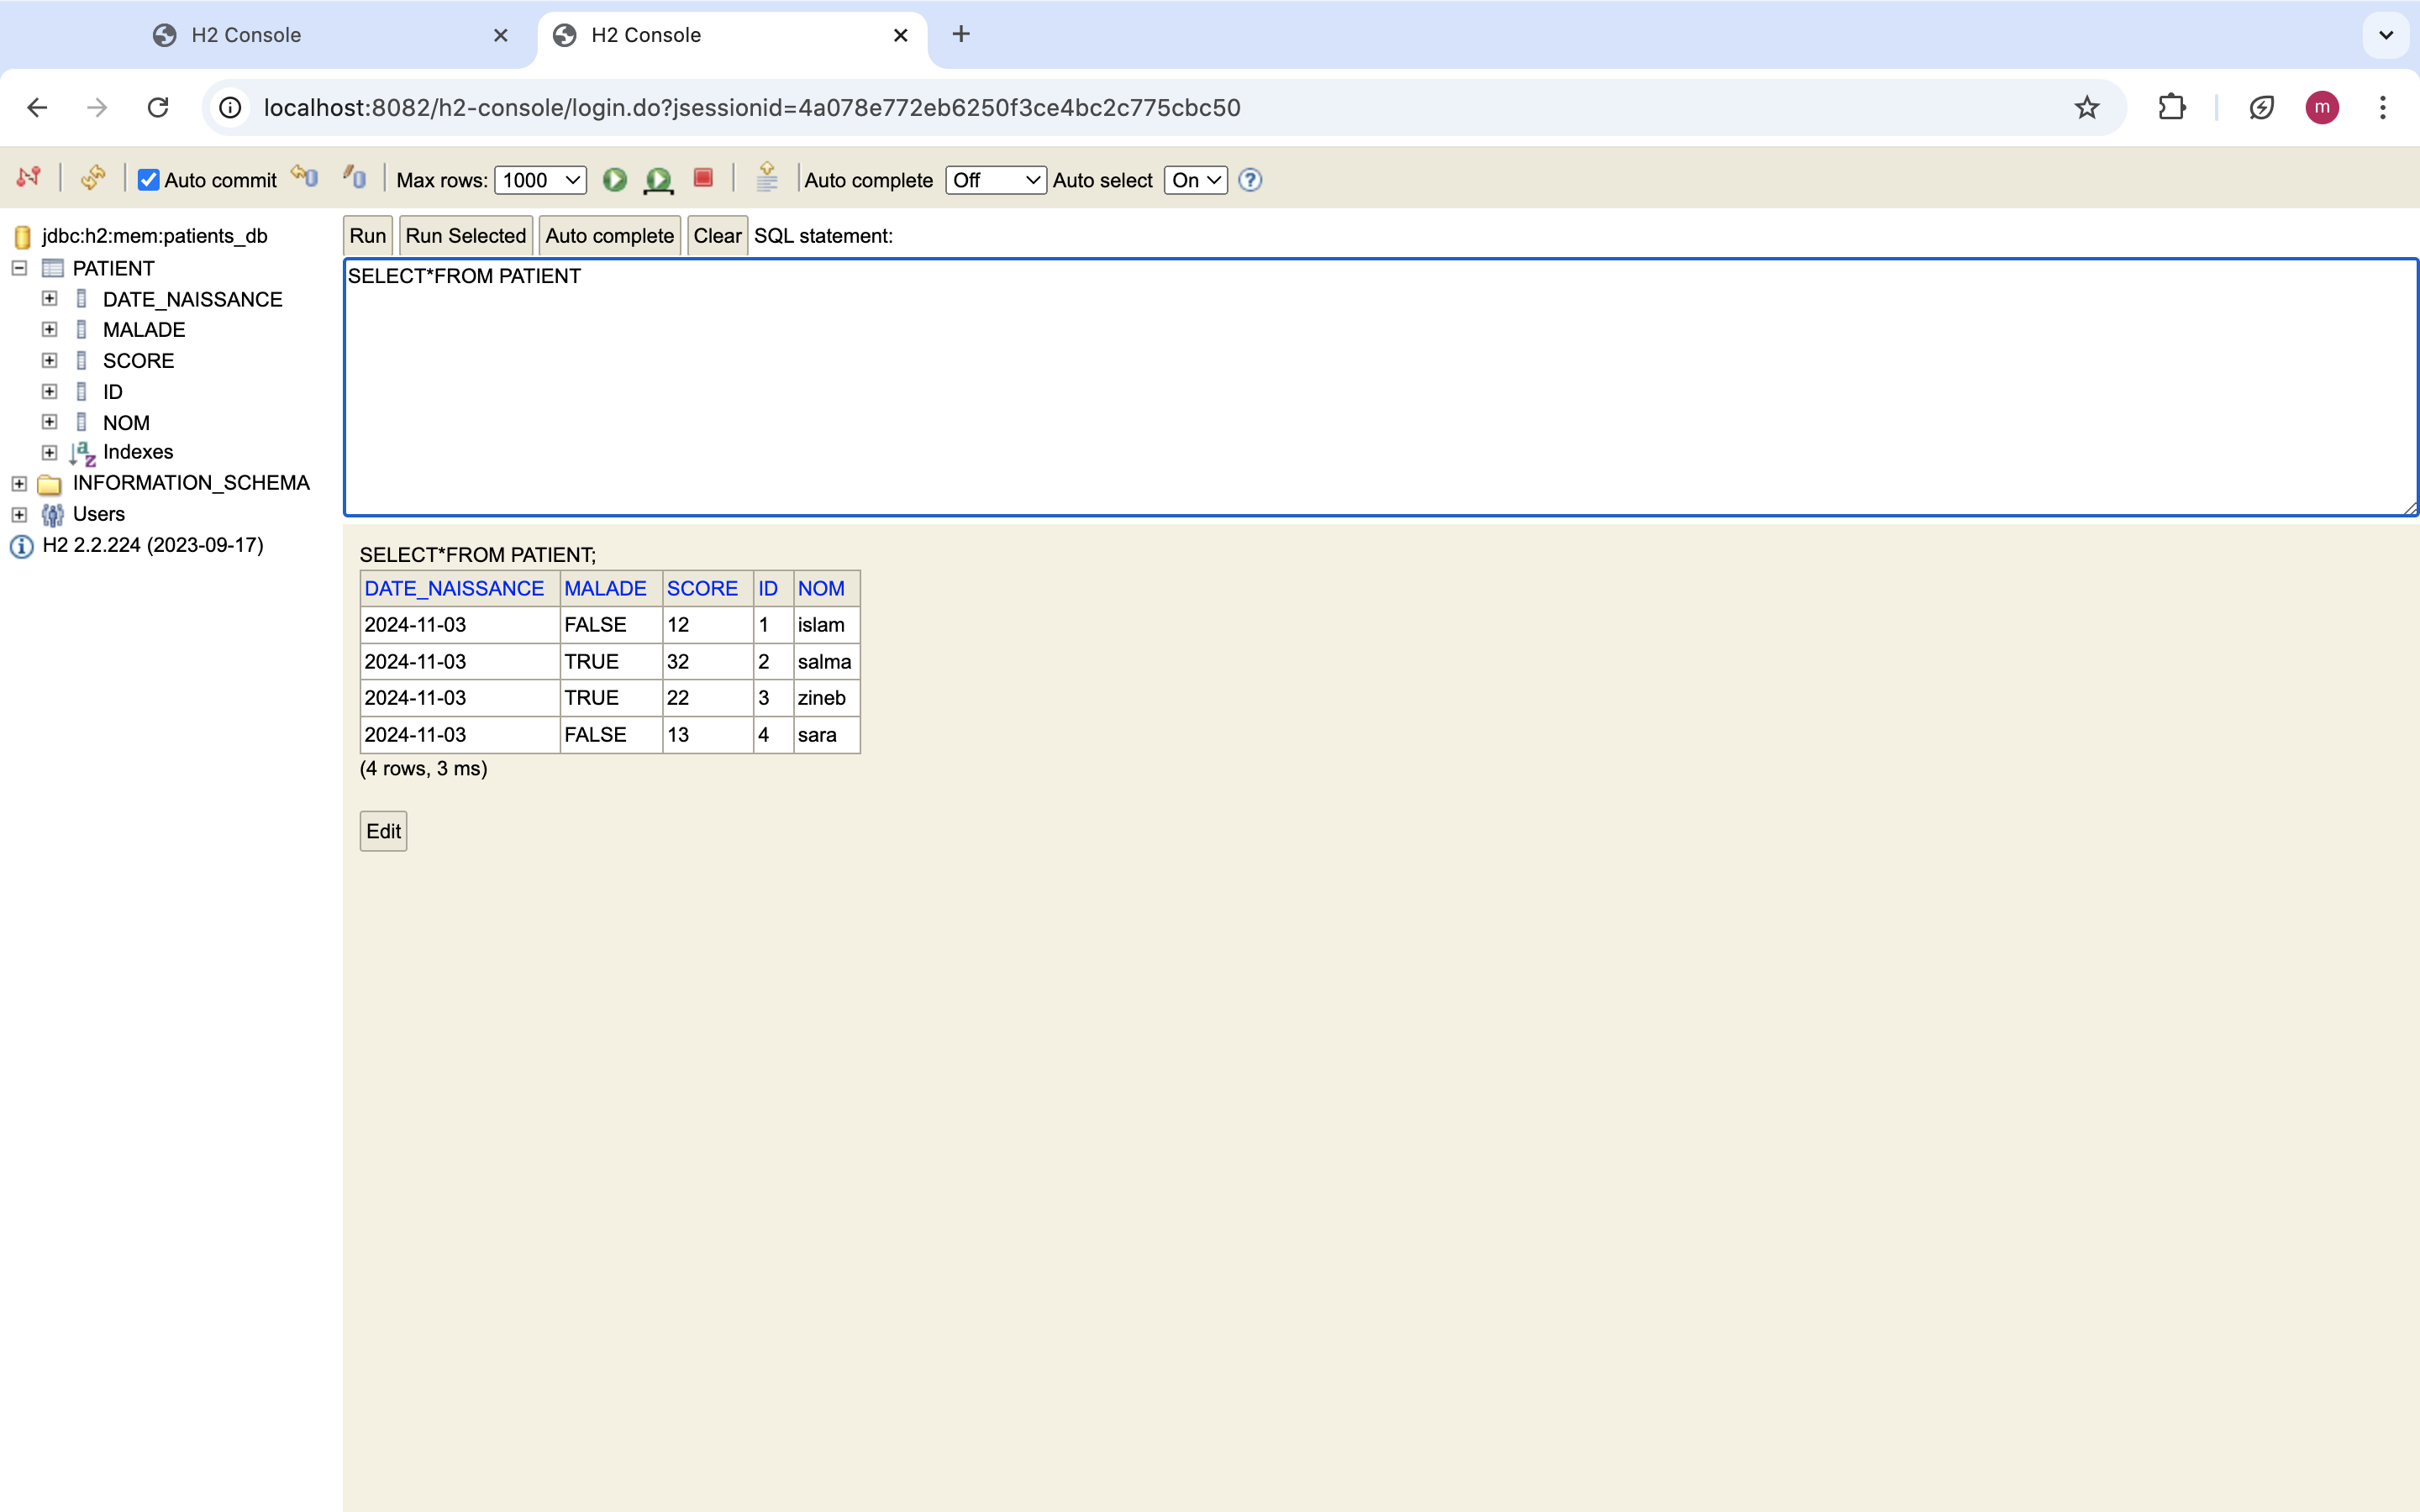 H2 Console
H2 Console
localhost:8082/h2-console/login.do?jsessionid=4a078e772eb6250f3ce4bc2c775cbc50
m
Auto commit Max rows: 1000 Auto complete Off Auto select On ?
jdbc:h2:mem:patients_db
PATIENT
DATE_NAISSANCE
MALADE
SCORE
ID
NOM
Indexes
INFORMATION_SCHEMA
Users
H2 2.2.224 (2023-09-17)
Run Run Selected Auto complete Clear SQL statement:
SELECT*FROM PATIENT
SELECT*FROM PATIENT;
DATE_NAISSANCE MALADE SCORE ID NOM
2024-11-03 FALSE 12 1 islam
2024-11-03 TRUE 32 2 salma
2024-11-03 TRUE 22 3 zineb
2024-11-03 FALSE 13 4 sara
(4 rows, 3 ms)
Edit